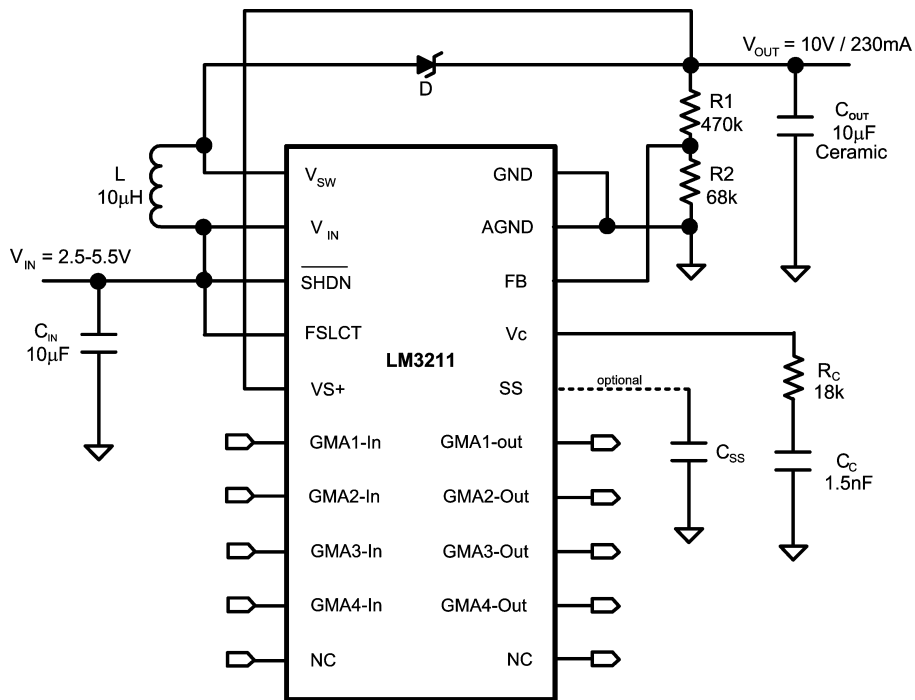 V_OUT = 10V / 230mA
D
R1
470k
C_OUT
10μF
Ceramic
L
10μH
R2
68k
V_SW
GND
V_IN
AGND
V_IN = 2.5-5.5V
SHDN
FB
C_IN
10μF
FSLCT
Vc
LM3211
R_C
18k
VS+
SS
optional
GMA1-In
GMA1-out
C_SS
C_C
1.5nF
GMA2-In
GMA2-Out
GMA3-In
GMA3-Out
GMA4-In
GMA4-Out
NC
NC